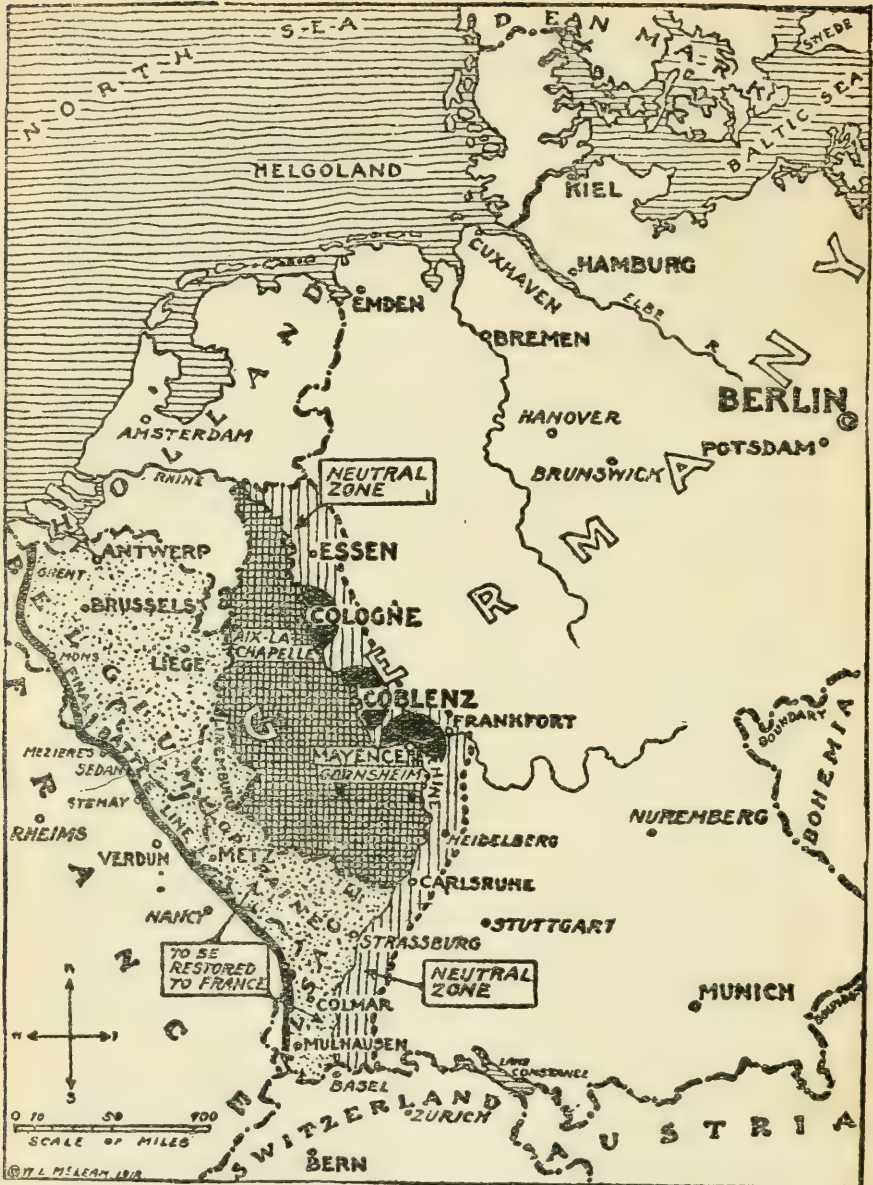 NORTH SEA
DENMARK
SWEDE
BALTIC SEA
HELGOLAND
KIEL
CUXHAVEN
HAMBURG
ELBE R
EMDEN
BREMEN
HOLLAND
GERMANY
BERLIN
AMSTERDAM
HANOVER
POTSDAM
BRUNSWICK
RHINE
NEUTRAL
ZONE
ANTWERP
ESSEN
GHENT
BRUSSELS
COLOGNE
BELGIUM
AIX-LA
CHAPELLE
MONS
LIEGE
FINAL BATTLE LINE
COBLENZ
FRANKFORT
LUXEMBURG
BOUNDARY
BOHEMIA
MEZIERES
SEDAN
MAYENCE
RHINE
STENAY
NUREMBERG
RHEIMS
HEIDELBERG
VERDUN
METZ
LORRAINE
CARLSRUHE
FRANCE
NANCY
ALSACE
STRASSBURG
STUTTGART
TO BE
RESTORED
TO FRANCE
NEUTRAL
ZONE
COLMAR
MUNICH
N
S
MULHAUSEN
LAKE
CONSTANCE
BASEL
SWITZERLAND
ZURICH
AUSTRIA
0 10 50 100
SCALE OF MILES
BERN
© W. L. McLEAN, 1918